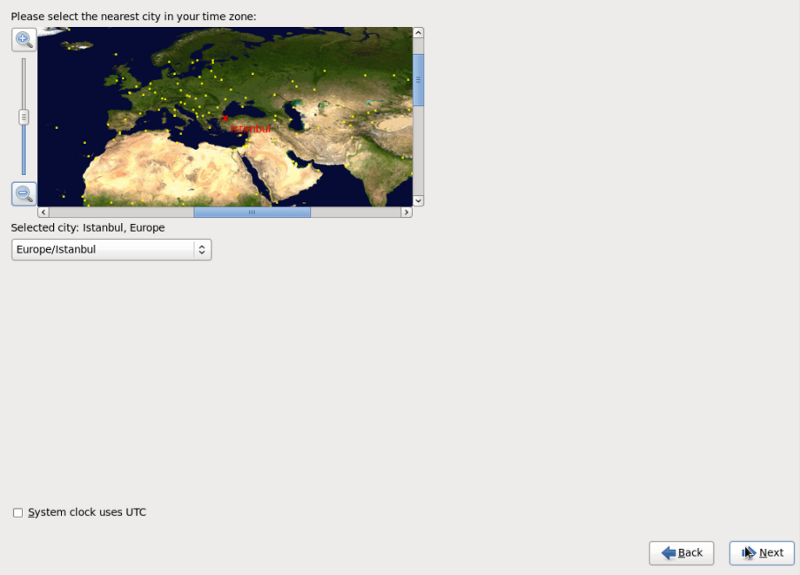 Please select the nearest city in your time zone:
Istanbul
Selected city: Istanbul, Europe
Europe/Istanbul
System clock uses UTC
Back
Next